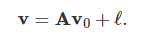 v = Av₀ + ℓ.